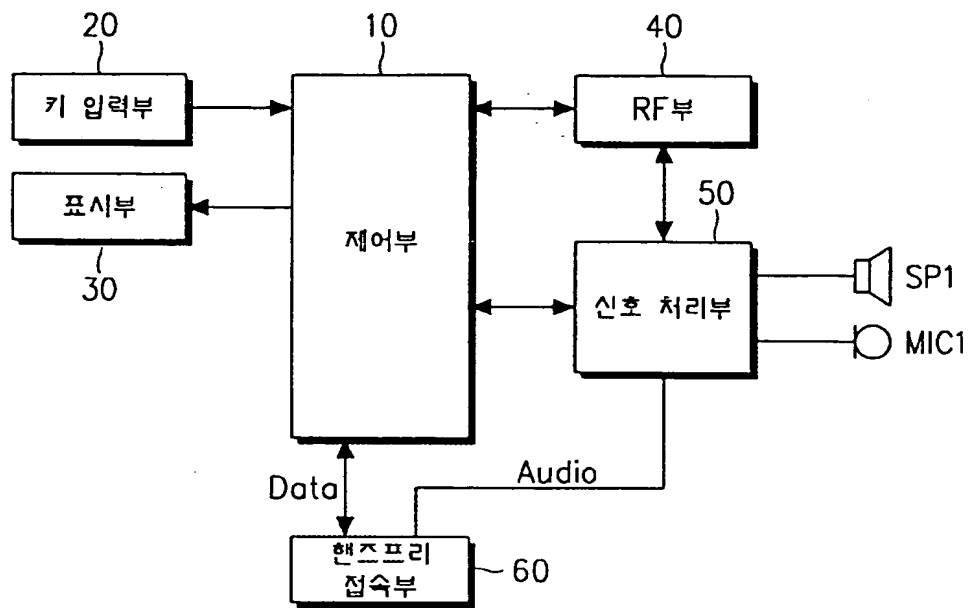 20
10
40
키 입력부
RF부
표시부
제어부
50
30
신호 처리부
SP1
MIC1
Data
Audio
핸즈프리
접속부
60